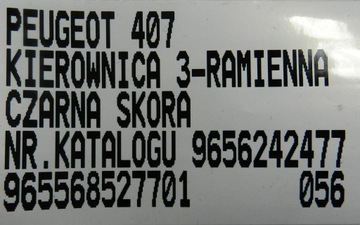 PEUGEOT 407
KIEROWNICA 3-RAMIENNA
CZARNA SKORA
NR.KATALOGU 9656242477
965568527701 056